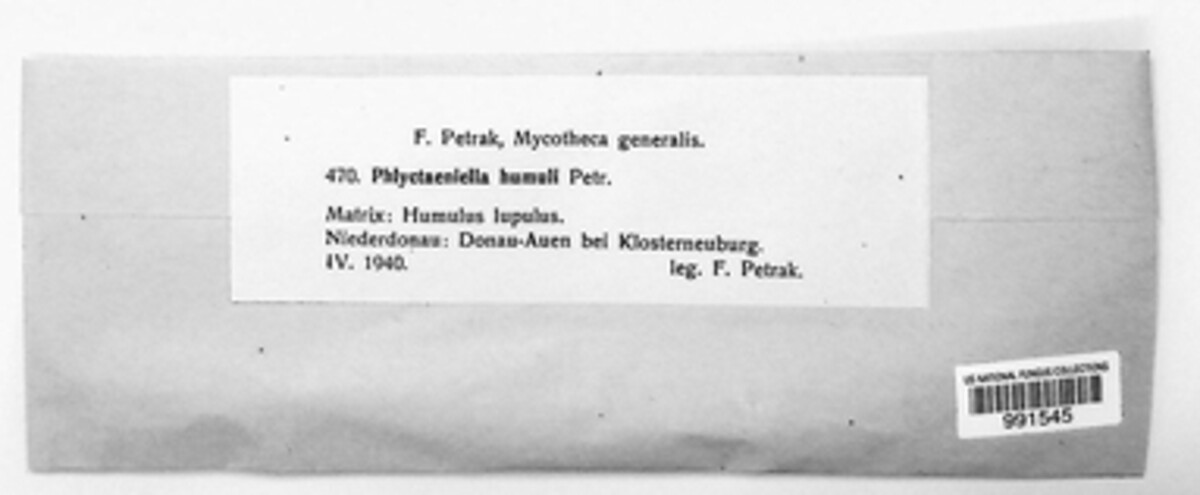 F. Petrak, Mycotheca generalis.
470. Phlyctaeniella humuli Petr.
Matrix: Humulus lupulus.
Niederdonau: Donau-Auen bei Klosterneuburg.
IV. 1940. leg. F. Petrak.
US NATIONAL FUNGUS COLLECTIONS
991545